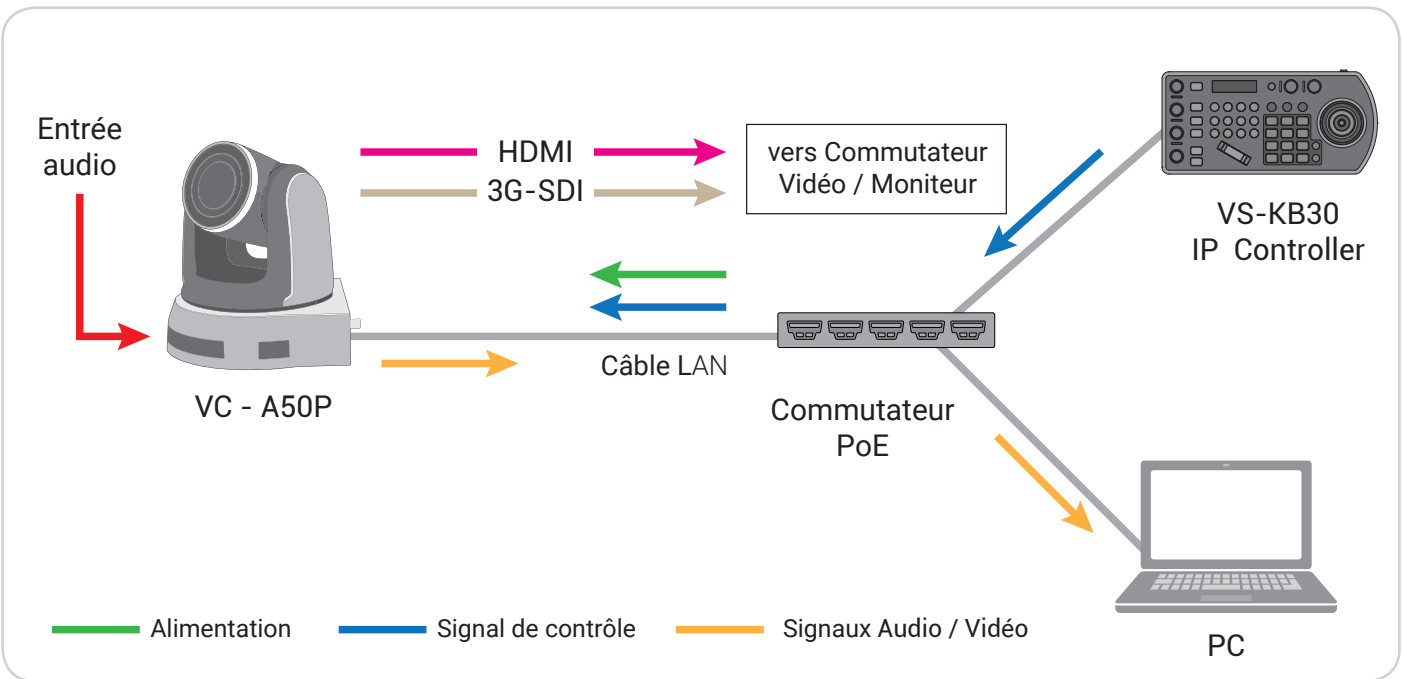 Entrée
audio
HDMI
3G-SDI
vers Commutateur
Vidéo / Moniteur
VS-KB30
IP Controller
VC - A50P
Câble LAN
Commutateur
PoE
Alimentation
Signal de contrôle
Signaux Audio / Vidéo
PC